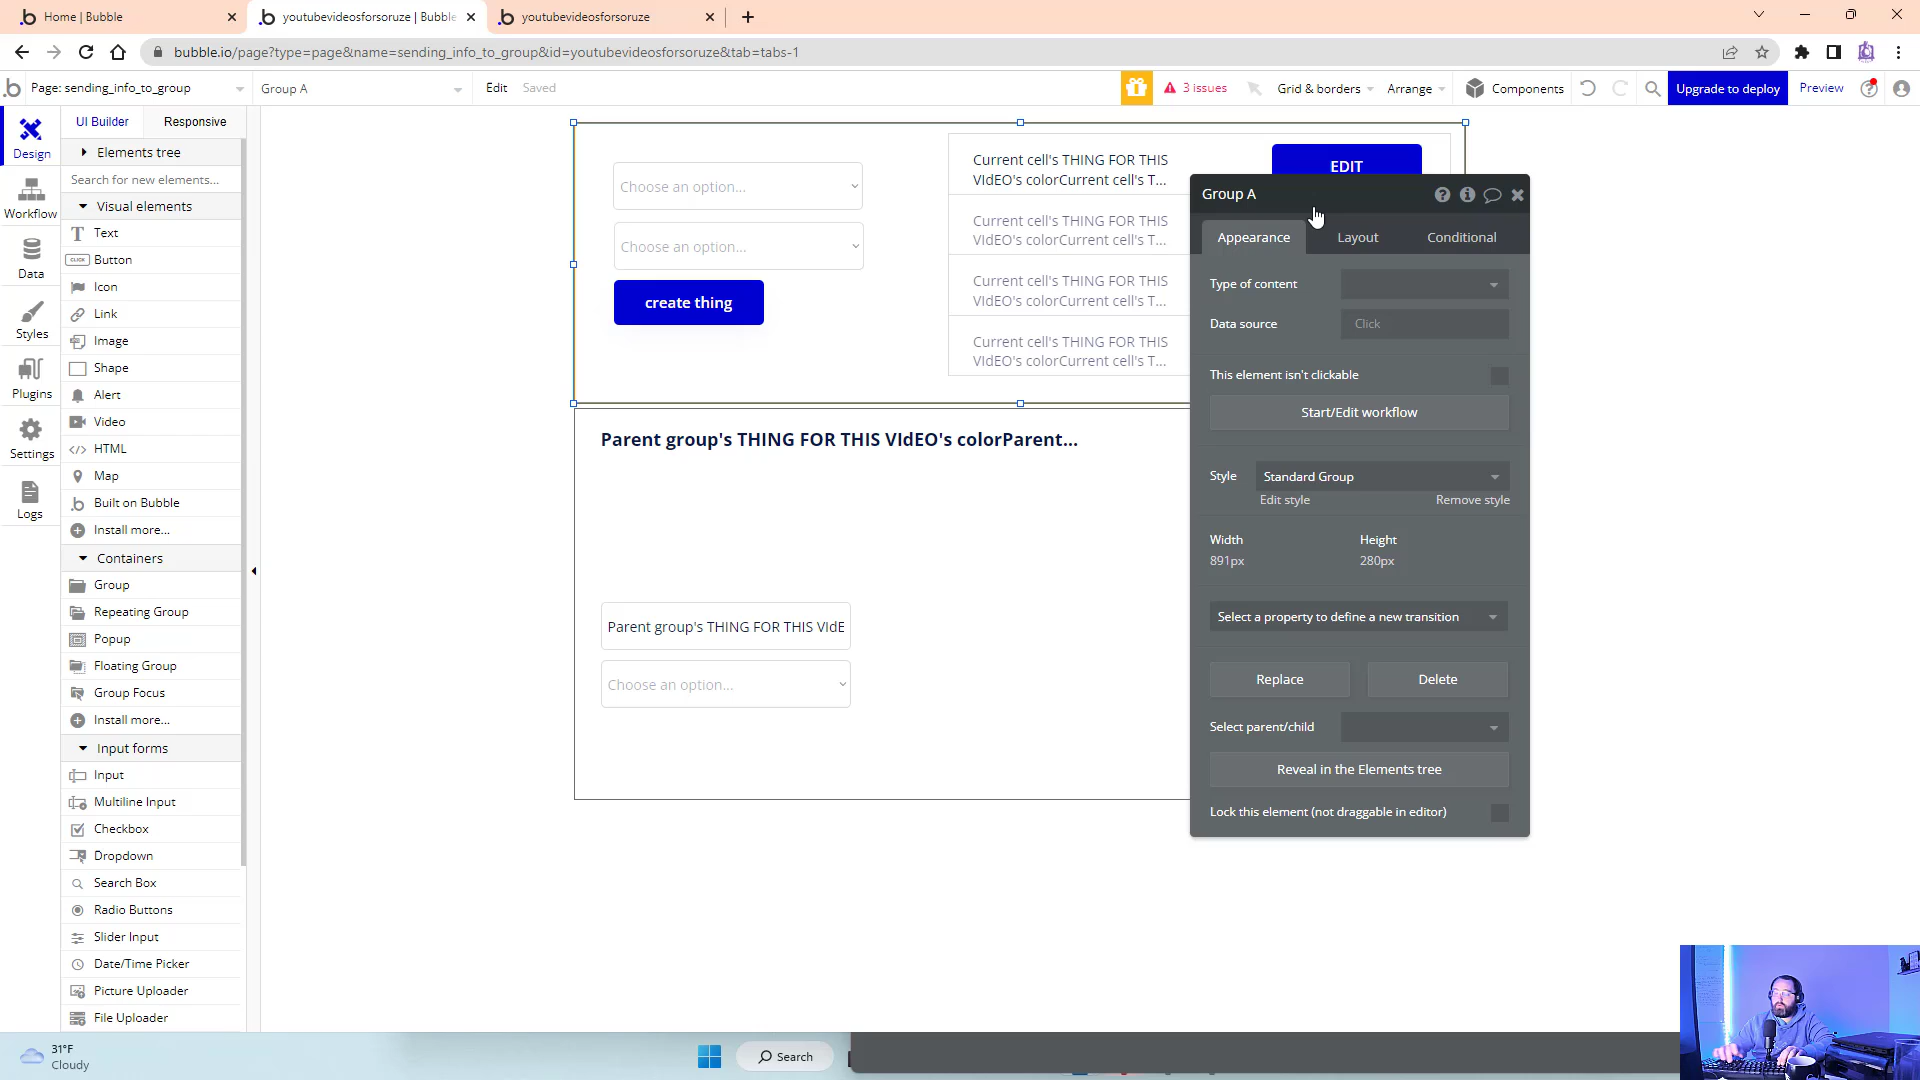 Home | Bubble
youtubevideosforsoruze | Bubble
youtubevideosforsoruze
bubble.io/page?type=page&name=sending_info_to_group&id=youtubevideosforsoruze&tab=tabs-1
Page: sending_info_to_group
Group A
Edit
Saved
3 issues
Grid & borders
Arrange
Components
Upgrade to deploy
Preview
Design
Workflow
Data
Styles
Plugins
Settings
Logs
UI Builder
Responsive
Elements tree
Search for new elements...
Visual elements
Text
Button
Icon
Link
Image
Shape
Alert
Video
HTML
Map
Built on Bubble
Install more...
Containers
Group
Repeating Group
Popup
Floating Group
Group Focus
Install more...
Input forms
Input
Multiline Input
Checkbox
Dropdown
Search Box
Radio Buttons
Slider Input
Date/Time Picker
Picture Uploader
File Uploader
Choose an option...
Choose an option...
create thing
Current cell's THING FOR THIS
VIdEO's colorCurrent cell's T...
EDIT
Current cell's THING FOR THIS
VIdEO's colorCurrent cell's T...
Current cell's THING FOR THIS
VIdEO's colorCurrent cell's T...
Current cell's THING FOR THIS
VIdEO's colorCurrent cell's T...
Parent group's THING FOR THIS VIdEO's colorParent...
Parent group's THING FOR THIS VIdE
Choose an option...
Group A
Appearance
Layout
Conditional
Type of content
Data source
Click
This element isn't clickable
Start/Edit workflow
Style
Standard Group
Edit style
Remove style
Width
Height
891px
280px
Select a property to define a new transition
Replace
Delete
Select parent/child
Reveal in the Elements tree
Lock this element (not draggable in editor)
31°F
Cloudy
Search